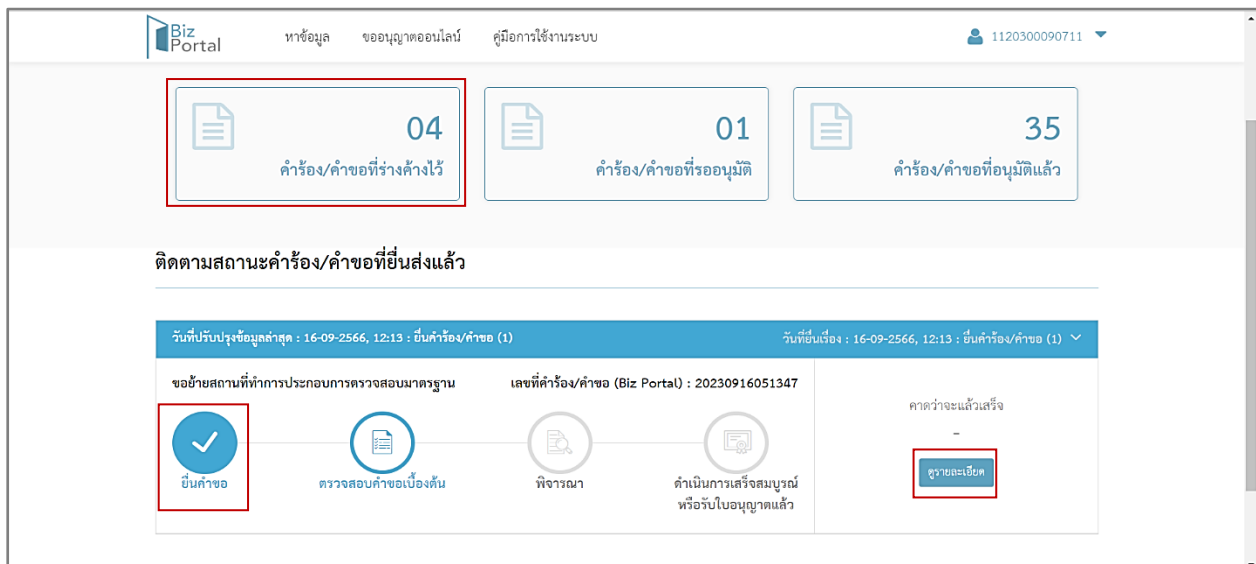 Biz
Portal
หาข้อมูล ขออนุญาตออนไลน์ คู่มือการใช้งานระบบ 1120300090711
04 01 35
คำร้อง/คำขอที่ร่างค้างไว้ คำร้อง/คำขอที่รออนุมัติ คำร้อง/คำขอที่อนุมัติแล้ว
ติดตามสถานะคำร้อง/คำขอที่ยื่นส่งแล้ว
วันที่ปรับปรุงข้อมูลล่าสุด : 16-09-2566, 12:13 : ยื่นคำร้อง/คำขอ (1) วันที่ยื่นเรื่อง : 16-09-2566, 12:13 : ยื่นคำร้อง/คำขอ (1)
ขอย้ายสถานที่ทำการประกอบการตรวจสอบมาตรฐาน เลขที่คำร้อง/คำขอ (Biz Portal) : 20230916051347
คาดว่าจะแล้วเสร็จ
-
ดูรายละเอียด
ยื่นคำขอ ตรวจสอบคำขอเบื้องต้น พิจารณา ดำเนินการเสร็จสมบูรณ์
หรือรับใบอนุญาตแล้ว